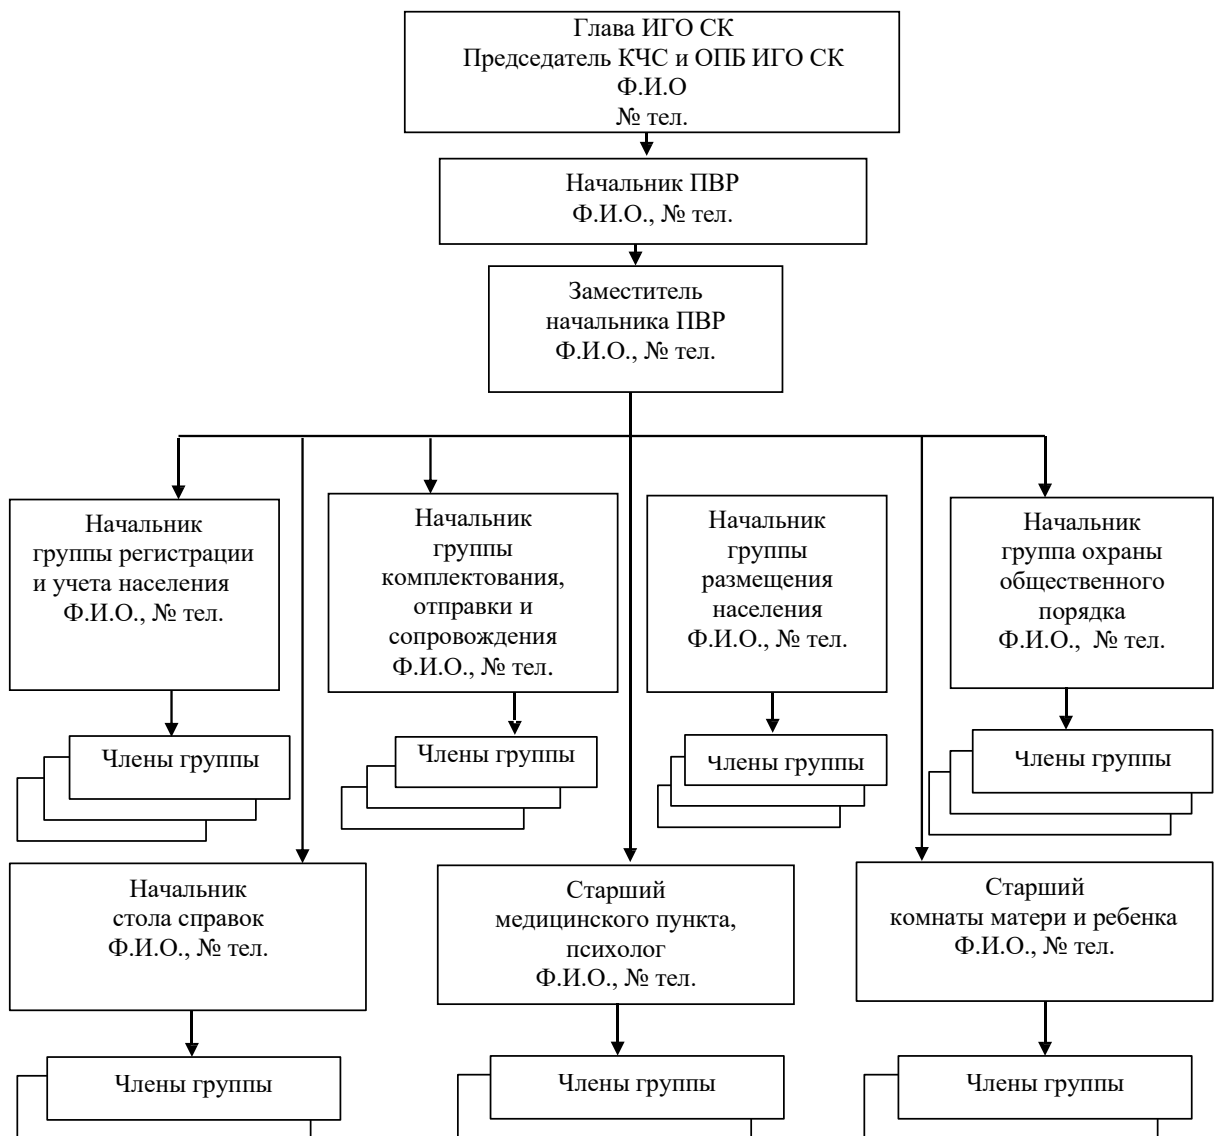 Глава ИГО СК
Председатель КЧС и ОПБ ИГО СК
Ф.И.О
№ тел.
Начальник ПВР
Ф.И.О., № тел.
Заместитель
начальника ПВР
Ф.И.О., № тел.
Начальник
группы регистрации
и учета населения
Ф.И.О., № тел.
Начальник
группы
комплектования,
отправки и
сопровождения
Ф.И.О., № тел.
Начальник
группы
размещения
населения
Ф.И.О., № тел.
Начальник
группа охраны
общественного
порядка
Ф.И.О., № тел.
Члены группы
Члены группы
Члены группы
Члены группы
Начальник
стола справок
Ф.И.О., № тел.
Старший
медицинского пункта,
психолог
Ф.И.О., № тел.
Старший
комнаты матери и ребенка
Ф.И.О., № тел.
Члены группы
Члены группы
Члены группы